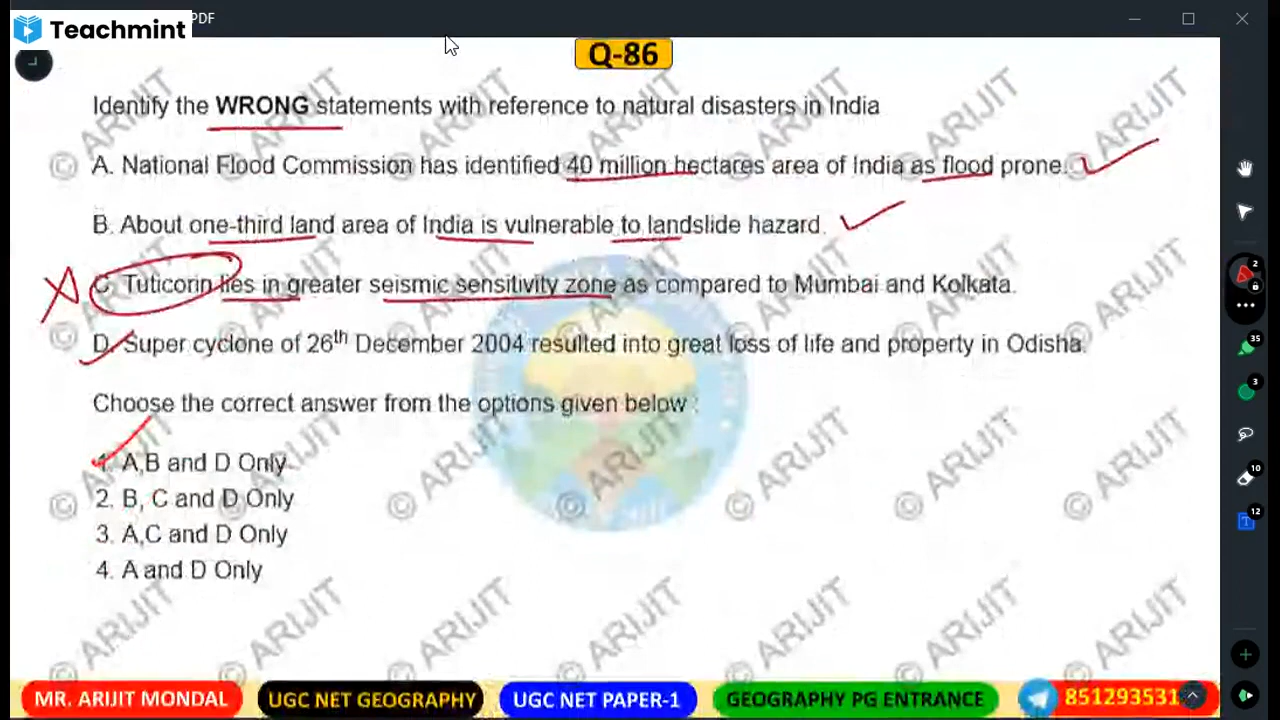 Teachmint
PDF
Q-86
Identify the WRONG statements with reference to natural disasters in India
A. National Flood Commission has identified 40 million hectares area of India as flood prone.
B. About one-third land area of India is vulnerable to landslide hazard.
C. Tuticorin lies in greater seismic sensitivity zone as compared to Mumbai and Kolkata.
D. Super cyclone of 26th December 2004 resulted into great loss of life and property in Odisha.
Choose the correct answer from the options given below :
1. A,B and D Only
2. B, C and D Only
3. A,C and D Only
4. A and D Only
© ARIJIT
MR. ARIJIT MONDAL
UGC NET GEOGRAPHY
UGC NET PAPER-1
GEOGRAPHY PG ENTRANCE
851293531
2
35
3
10
12
T